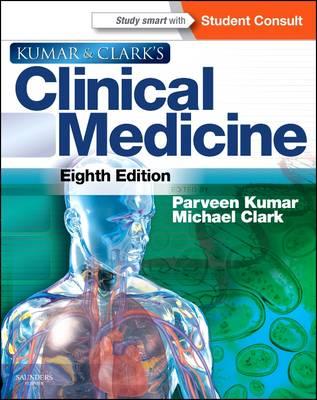 Study smart with Student Consult
KUMAR & CLARK'S
Clinical
Medicine
Eighth Edition
EDITED BY
Parveen Kumar
Michael Clark
SAUNDERS
ELSEVIER